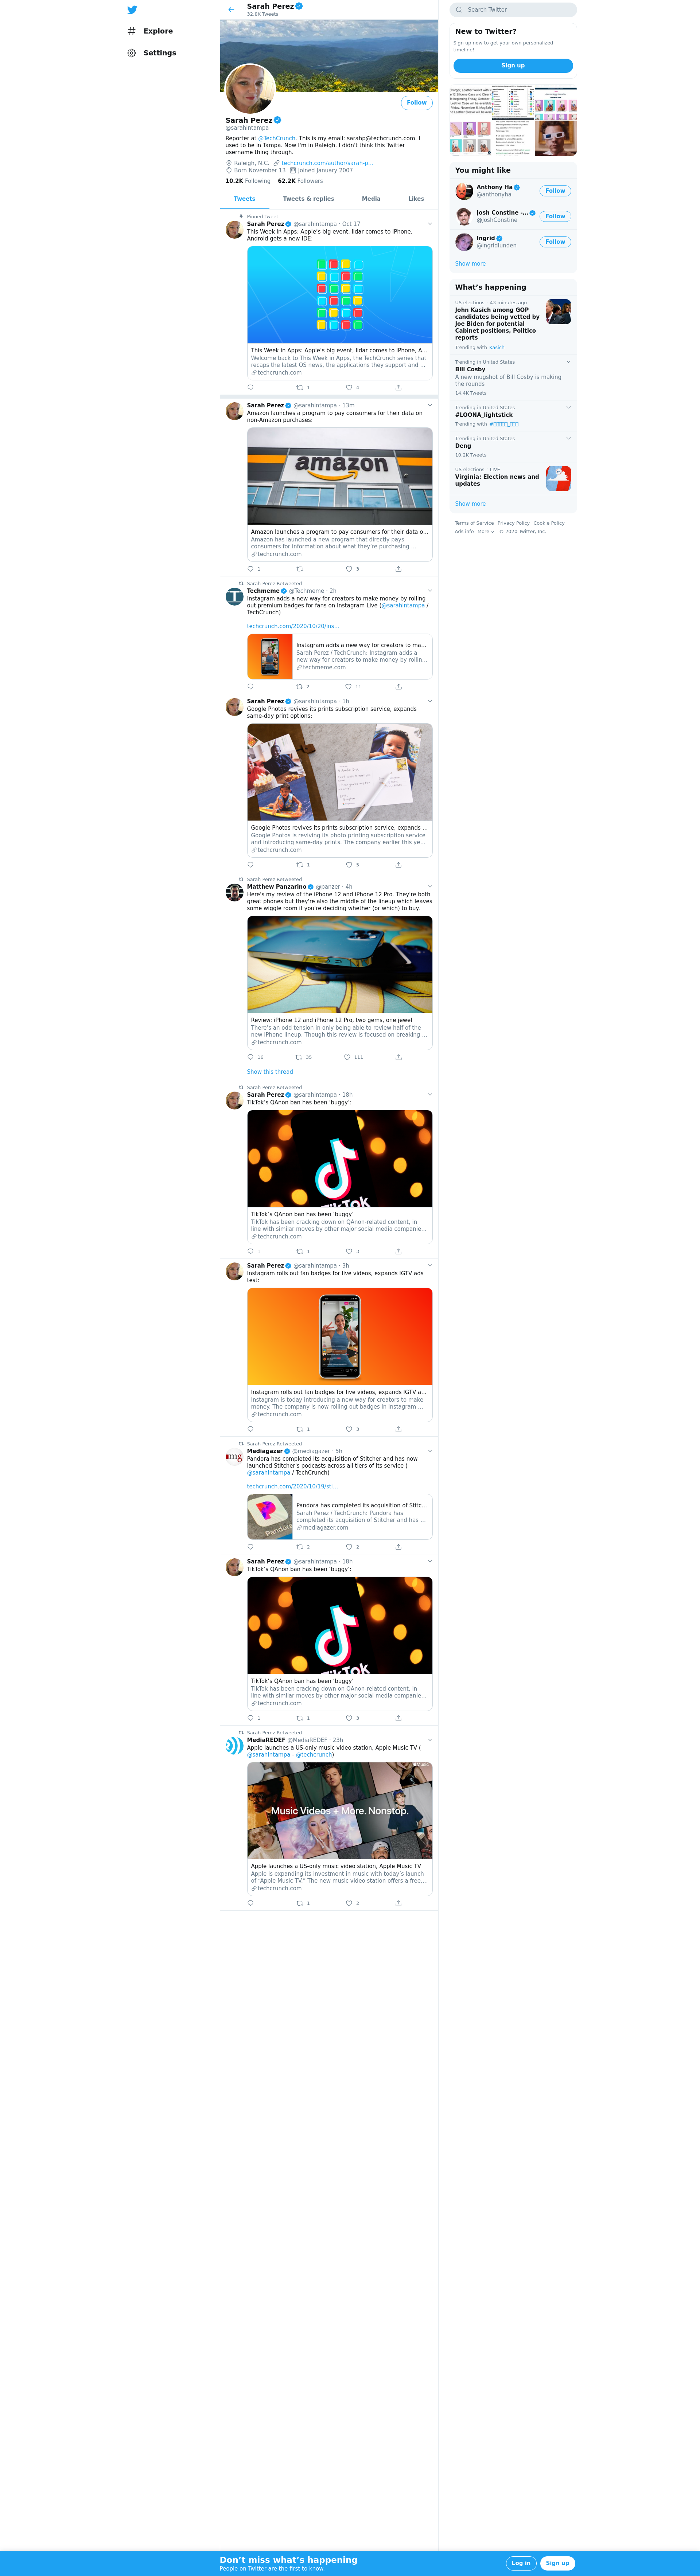 Explore
Settings
Sarah Perez
32.8K Tweets
Follow
Sarah Perez
@sarahintampa
Reporter at @TechCrunch. This is my email: sarahp@techcrunch.com. I
used to be in Tampa. Now I'm in Raleigh. I didn't think this Twitter
username thing through.
Raleigh, N.C. techcrunch.com/author/sarah-p...
Born November 13 Joined January 2007
10.2K Following 62.2K Followers
Tweets Tweets & replies Media Likes
Pinned Tweet
Sarah Perez @sarahintampa · Oct 17
This Week in Apps: Apple's big event, lidar comes to iPhone,
Android gets a new IDE:
This Week in Apps: Apple's big event, lidar comes to iPhone, A...
Welcome back to This Week in Apps, the TechCrunch series that
recaps the latest OS news, the applications they support and ...
techcrunch.com
1 4
Sarah Perez @sarahintampa · 13m
Amazon launches a program to pay consumers for their data on
non-Amazon purchases:
amazon
Amazon launches a program to pay consumers for their data o...
Amazon has launched a new program that directly pays
consumers for information about what they're purchasing ...
techcrunch.com
1 3
Sarah Perez Retweeted
Techmeme @Techmeme · 2h
Instagram adds a new way for creators to make money by rolling
out premium badges for fans on Instagram Live (@sarahintampa /
TechCrunch)
techcrunch.com/2020/10/20/ins...
Instagram adds a new way for creators to ma...
Sarah Perez / TechCrunch: Instagram adds a
new way for creators to make money by rollin...
techmeme.com
2 11
Sarah Perez @sarahintampa · 1h
Google Photos revives its prints subscription service, expands
same-day print options:
Google Photos revives its prints subscription service, expands ...
Google Photos is reviving its photo printing subscription service
and introducing same-day prints. The company earlier this ye...
techcrunch.com
1 5
Sarah Perez Retweeted
Matthew Panzarino @panzer · 4h
Here's my review of the iPhone 12 and iPhone 12 Pro. They're both
great phones but they're also the middle of the lineup which leaves
some wiggle room if you're deciding whether (or which) to buy.
Review: iPhone 12 and iPhone 12 Pro, two gems, one jewel
There's an odd tension in only being able to review half of the
new iPhone lineup. Though this review is focused on breaking ...
techcrunch.com
16 35 111
Show this thread
Sarah Perez Retweeted
Sarah Perez @sarahintampa · 18h
TikTok's QAnon ban has been 'buggy':
TikTok
TikTok's QAnon ban has been 'buggy'
TikTok has been cracking down on QAnon-related content, in
line with similar moves by other major social media companie...
techcrunch.com
1 1 3
Sarah Perez @sarahintampa · 3h
Instagram rolls out fan badges for live videos, expands IGTV ads
test:
Instagram rolls out fan badges for live videos, expands IGTV a...
Instagram is today introducing a new way for creators to make
money. The company is now rolling out badges in Instagram ...
techcrunch.com
1 3
Sarah Perez Retweeted
mg
Mediagazer @mediagazer · 5h
Pandora has completed its acquisition of Stitcher and has now
launched Stitcher's podcasts across all tiers of its service (
@sarahintampa / TechCrunch)
techcrunch.com/2020/10/19/sti...
Pandora
Pandora has completed its acquisition of Stitc...
Sarah Perez / TechCrunch: Pandora has
completed its acquisition of Stitcher and has ...
mediagazer.com
2 2
Sarah Perez @sarahintampa · 18h
TikTok's QAnon ban has been 'buggy':
TikTok
TikTok's QAnon ban has been 'buggy'
TikTok has been cracking down on QAnon-related content, in
line with similar moves by other major social media companie...
techcrunch.com
1 1 3
Sarah Perez Retweeted
MediaREDEF @MediaREDEF · 23h
Apple launches a US-only music video station, Apple Music TV (
@sarahintampa - @techcrunch)
Music Videos + More. Nonstop.
Apple launches a US-only music video station, Apple Music TV
Apple is expanding its investment in music with today's launch
of "Apple Music TV." The new music video station offers a free,...
techcrunch.com
1 2
Search Twitter
New to Twitter?
Sign up now to get your own personalized
timeline!
Sign up
You might like
Anthony Ha
@anthonyha
Follow
Josh Constine -...
@JoshConstine
Follow
Ingrid
@ingridlunden
Follow
Show more
What's happening
US elections · 43 minutes ago
John Kasich among GOP
candidates being vetted by
Joe Biden for potential
Cabinet positions, Politico
reports
Trending with Kasich
Trending in United States
Bill Cosby
A new mugshot of Bill Cosby is making
the rounds
14.4K Tweets
Trending in United States
#LOONA_lightstick
Trending with
Trending in United States
Deng
10.2K Tweets
US elections · LIVE
Virginia: Election news and
updates
Show more
Terms of Service Privacy Policy Cookie Policy
Ads info More © 2020 Twitter, Inc.
Don't miss what's happening
People on Twitter are the first to know.
Log in Sign up